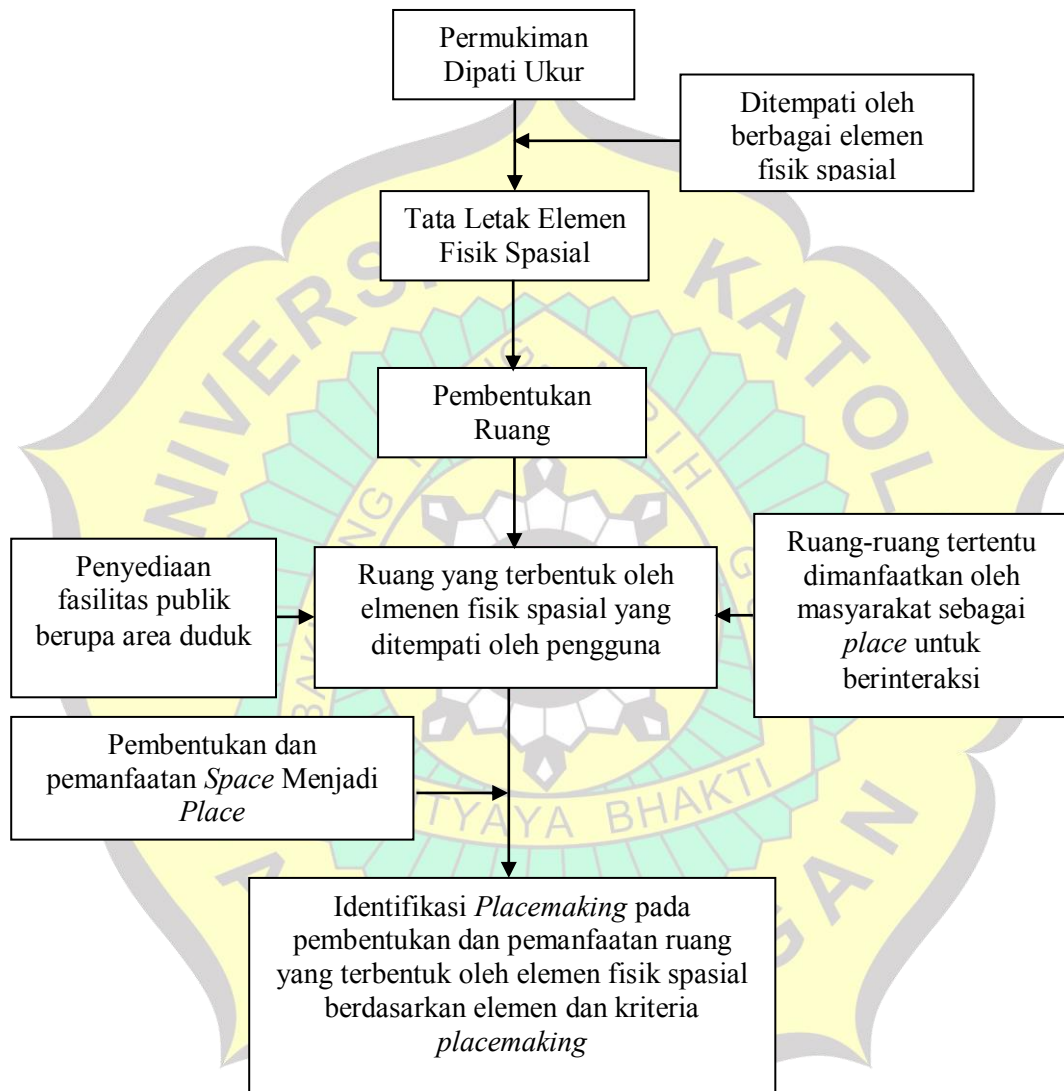 Permukiman
Dipati Ukur
Ditempati oleh
berbagai elemen
fisik spasial
Tata Letak Elemen
Fisik Spasial
Pembentukan
Ruang
Penyediaan
fasilitas publik
berupa area duduk
Ruang yang terbentuk oleh
elmenen fisik spasial yang
ditempati oleh pengguna
Ruang-ruang tertentu
dimanfaatkan oleh
masyarakat sebagai
place untuk
berinteraksi
Pembentukan dan
pemanfaatan Space Menjadi
Place
Identifikasi Placemaking pada
pembentukan dan pemanfaatan ruang
yang terbentuk oleh elemen fisik spasial
berdasarkan elemen dan kriteria
placemaking
KATOL
BHAKTI